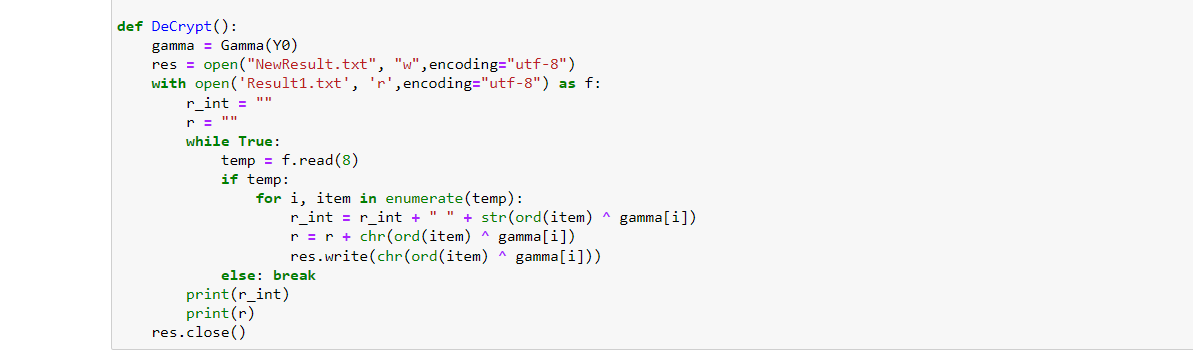 def DeCrypt():
    gamma = Gamma(Y0)
    res = open("NewResult.txt", "w",encoding="utf-8")
    with open('Result1.txt', 'r',encoding="utf-8") as f:
        r_int = ""
        r = ""
        while True:
            temp = f.read(8)
            if temp:
                for i, item in enumerate(temp):
                    r_int = r_int + " " + str(ord(item) ^ gamma[i])
                    r = r + chr(ord(item) ^ gamma[i])
                    res.write(chr(ord(item) ^ gamma[i]))
            else: break
        print(r_int)
        print(r)
    res.close()